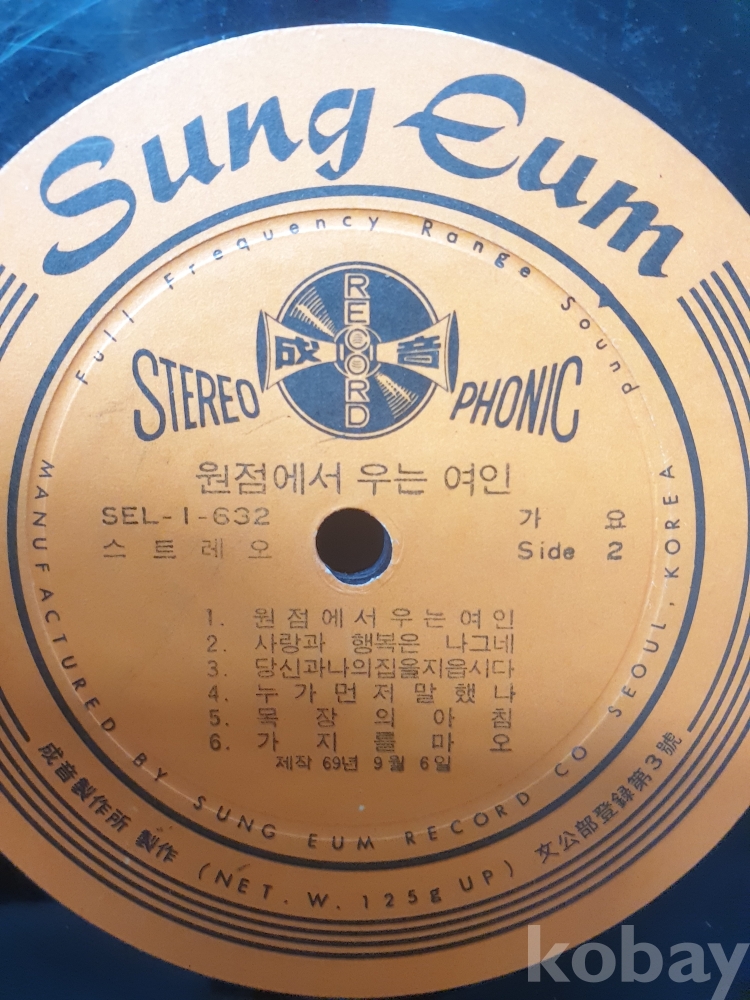 Sung Eum
Full Frequency Range Sound
STEREO PHONIC
RECORD
成音
원점에서 우는 여인
SEL-1-632 가요
스트레오 Side 2
1. 원점에서우는여인
2. 사랑과 행복은 나그네
3. 당신과나의집을지읍시다
4. 누가먼저말했나
5. 목장의아침
6. 가지를마오
제작 69년 9월 6일
MANUFACTURED BY SUNG EUM RECORD CO SEOUL, KOREA
成音製作所 製作 (NET. W. 125g UP) 文公部登録第3號
kobay